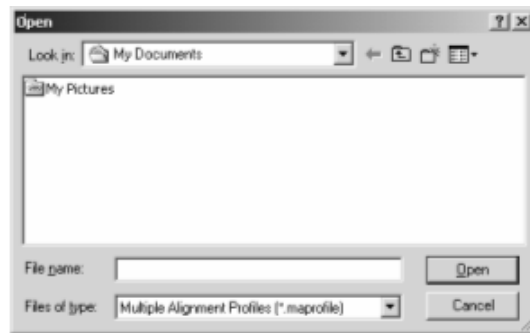 Open
Look in: My Documents
My Pictures
File name: Open
Files of type: Multiple Alignment Profiles (*.maprofile) Cancel